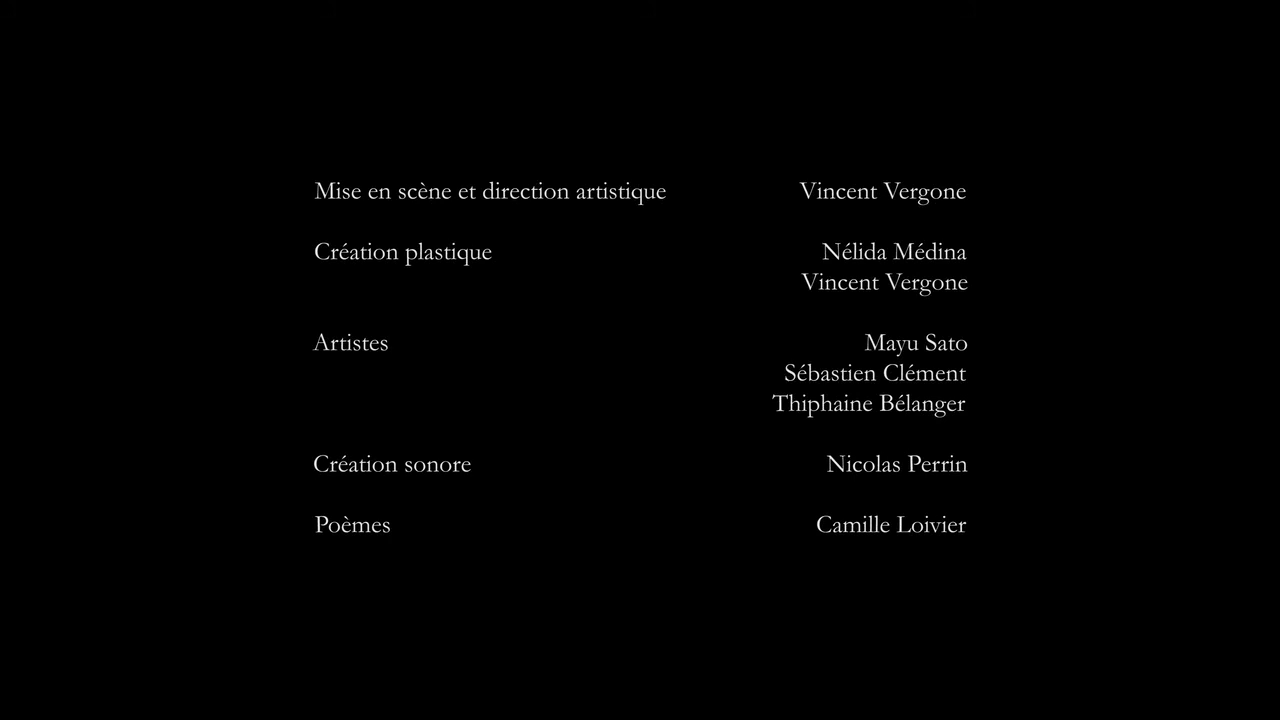 Mise en scène et direction artistique Vincent Vergone
Création plastique Nélida Médina
Vincent Vergone
Artistes Mayu Sato
Sébastien Clément
Thiphaine Bélanger
Création sonore Nicolas Perrin
Poèmes Camille Loivier